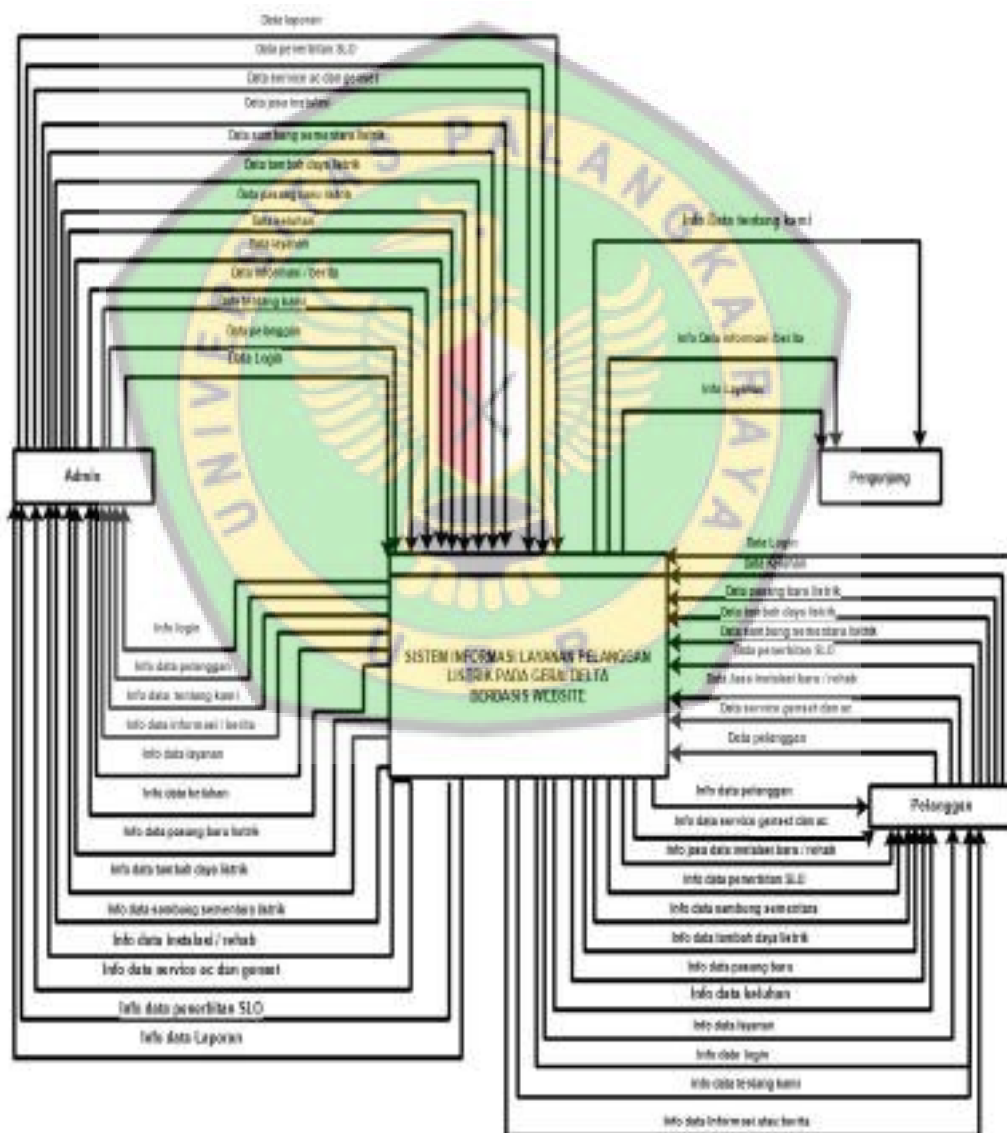 Data laporan
Data penerbitan SLO
Data service ac dan genset
Data jasa instalasi
Data sambung sementara listrik
Data tambah daya listrik
Data pasang baru listrik
Data keluhan
Data layanan
Data informasi / berita
Data tentang kami
Data pelanggan
Data Login
UNIVERSITAS PALANGKA RAYA
Info Data tentang kami
Info Data informasi /berita
Info Layanan
Admin
Pengunjang
Data Login
Data Keluhan
Data pasang baru listrik
Data tambah daya listrik
Data sambung sementara listrik
Data penerbitan SLO
Data Jasa instalasi baru / rehab
Data service genset dan ac
Data pelanggan
SISTEM INFORMASI LAYANAN PELANGGAN
LISTRIK PADA GERAI DELTA
BERBASIS WEBSITE
Info login
Info data pelanggan
Info data tentang kami
Info data informasi / berita
Info data layanan
Info data keluhan
Info data pasang baru listrik
Info data tambah daya listrik
Info data sambung sementara listrik
Info data Instalasi / rehab
Info data service ac dan genset
Info data penerbitan SLO
Info data Laporan
Pelanggan
Info data pelanggan
Info data service genset dan ac
Info jasa data instalasi baru / rehab
Info data penerbitan SLO
Info data sambung sementara
Info data tambah daya listrik
Info data pasang baru
Info data keluhan
Info data layanan
Info data login
Info data tentang kami
Info data Informasi atau berita